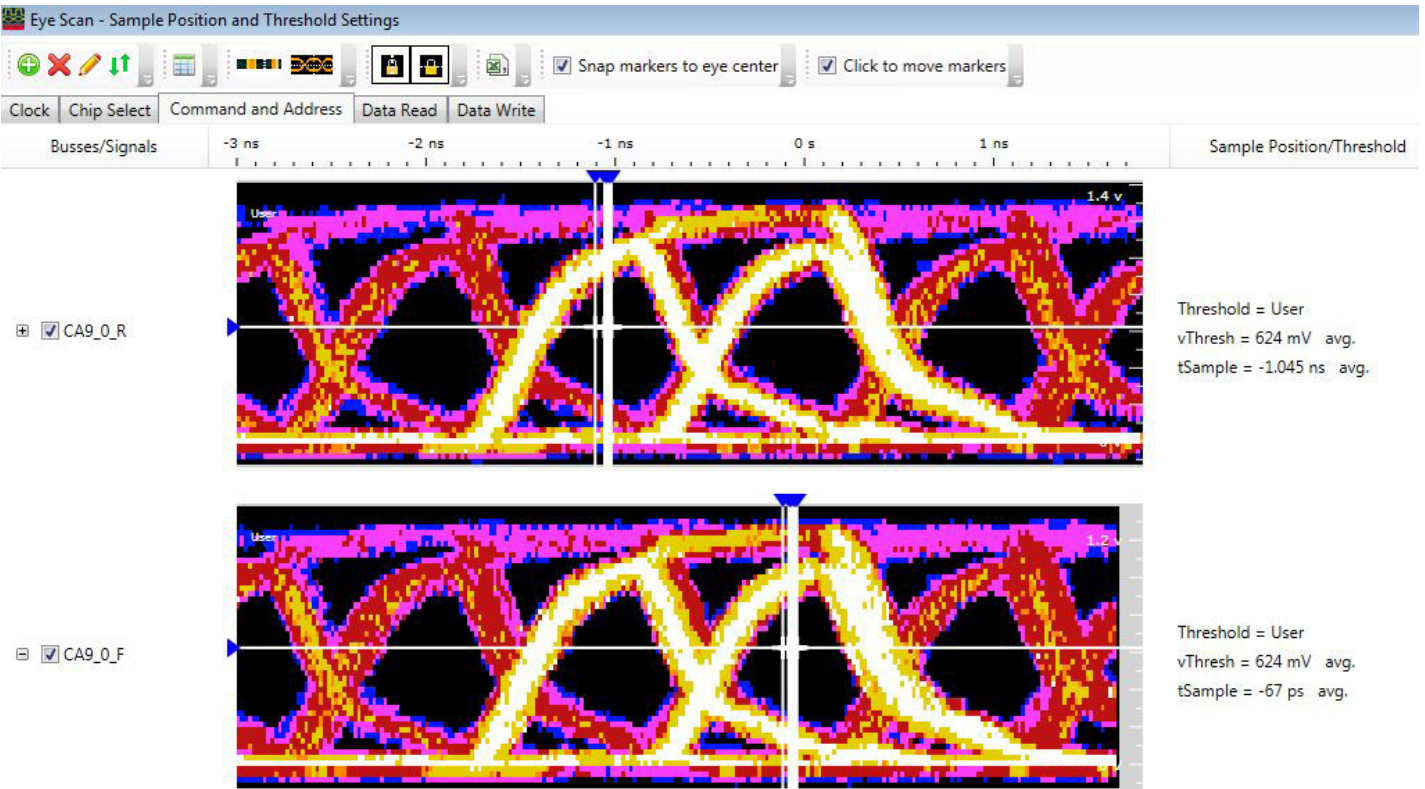 Eye Scan - Sample Position and Threshold Settings
Snap markers to eye center
Click to move markers
Clock Chip Select Command and Address Data Read Data Write
Busses/Signals -3 ns -2 ns -1 ns 0 s 1 ns Sample Position/Threshold
1.4 v
User
Threshold = User
CA9_0_R
vThresh = 624 mV avg.
tSample = -1.045 ns avg.
User
1.2 v
Threshold = User
CA9_0_F
vThresh = 624 mV avg.
tSample = -67 ps avg.